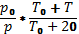 p₀/p * (T₀ + T)/(T₀ + 20)